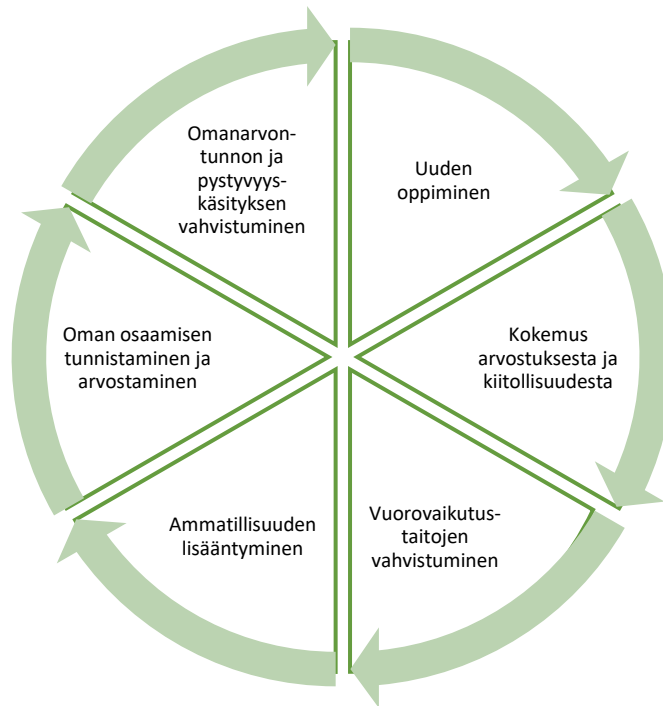 Omanarvon-
tunnon ja
pystyvyys-
käsityksen
vahvistuminen
Uuden
oppiminen
Kokemus
arvostuksesta ja
kiitollisuudesta
Vuorovaikutus-
taitojen
vahvistuminen
Ammatillisuuden
lisääntyminen
Oman osaamisen
tunnistaminen ja
arvostaminen